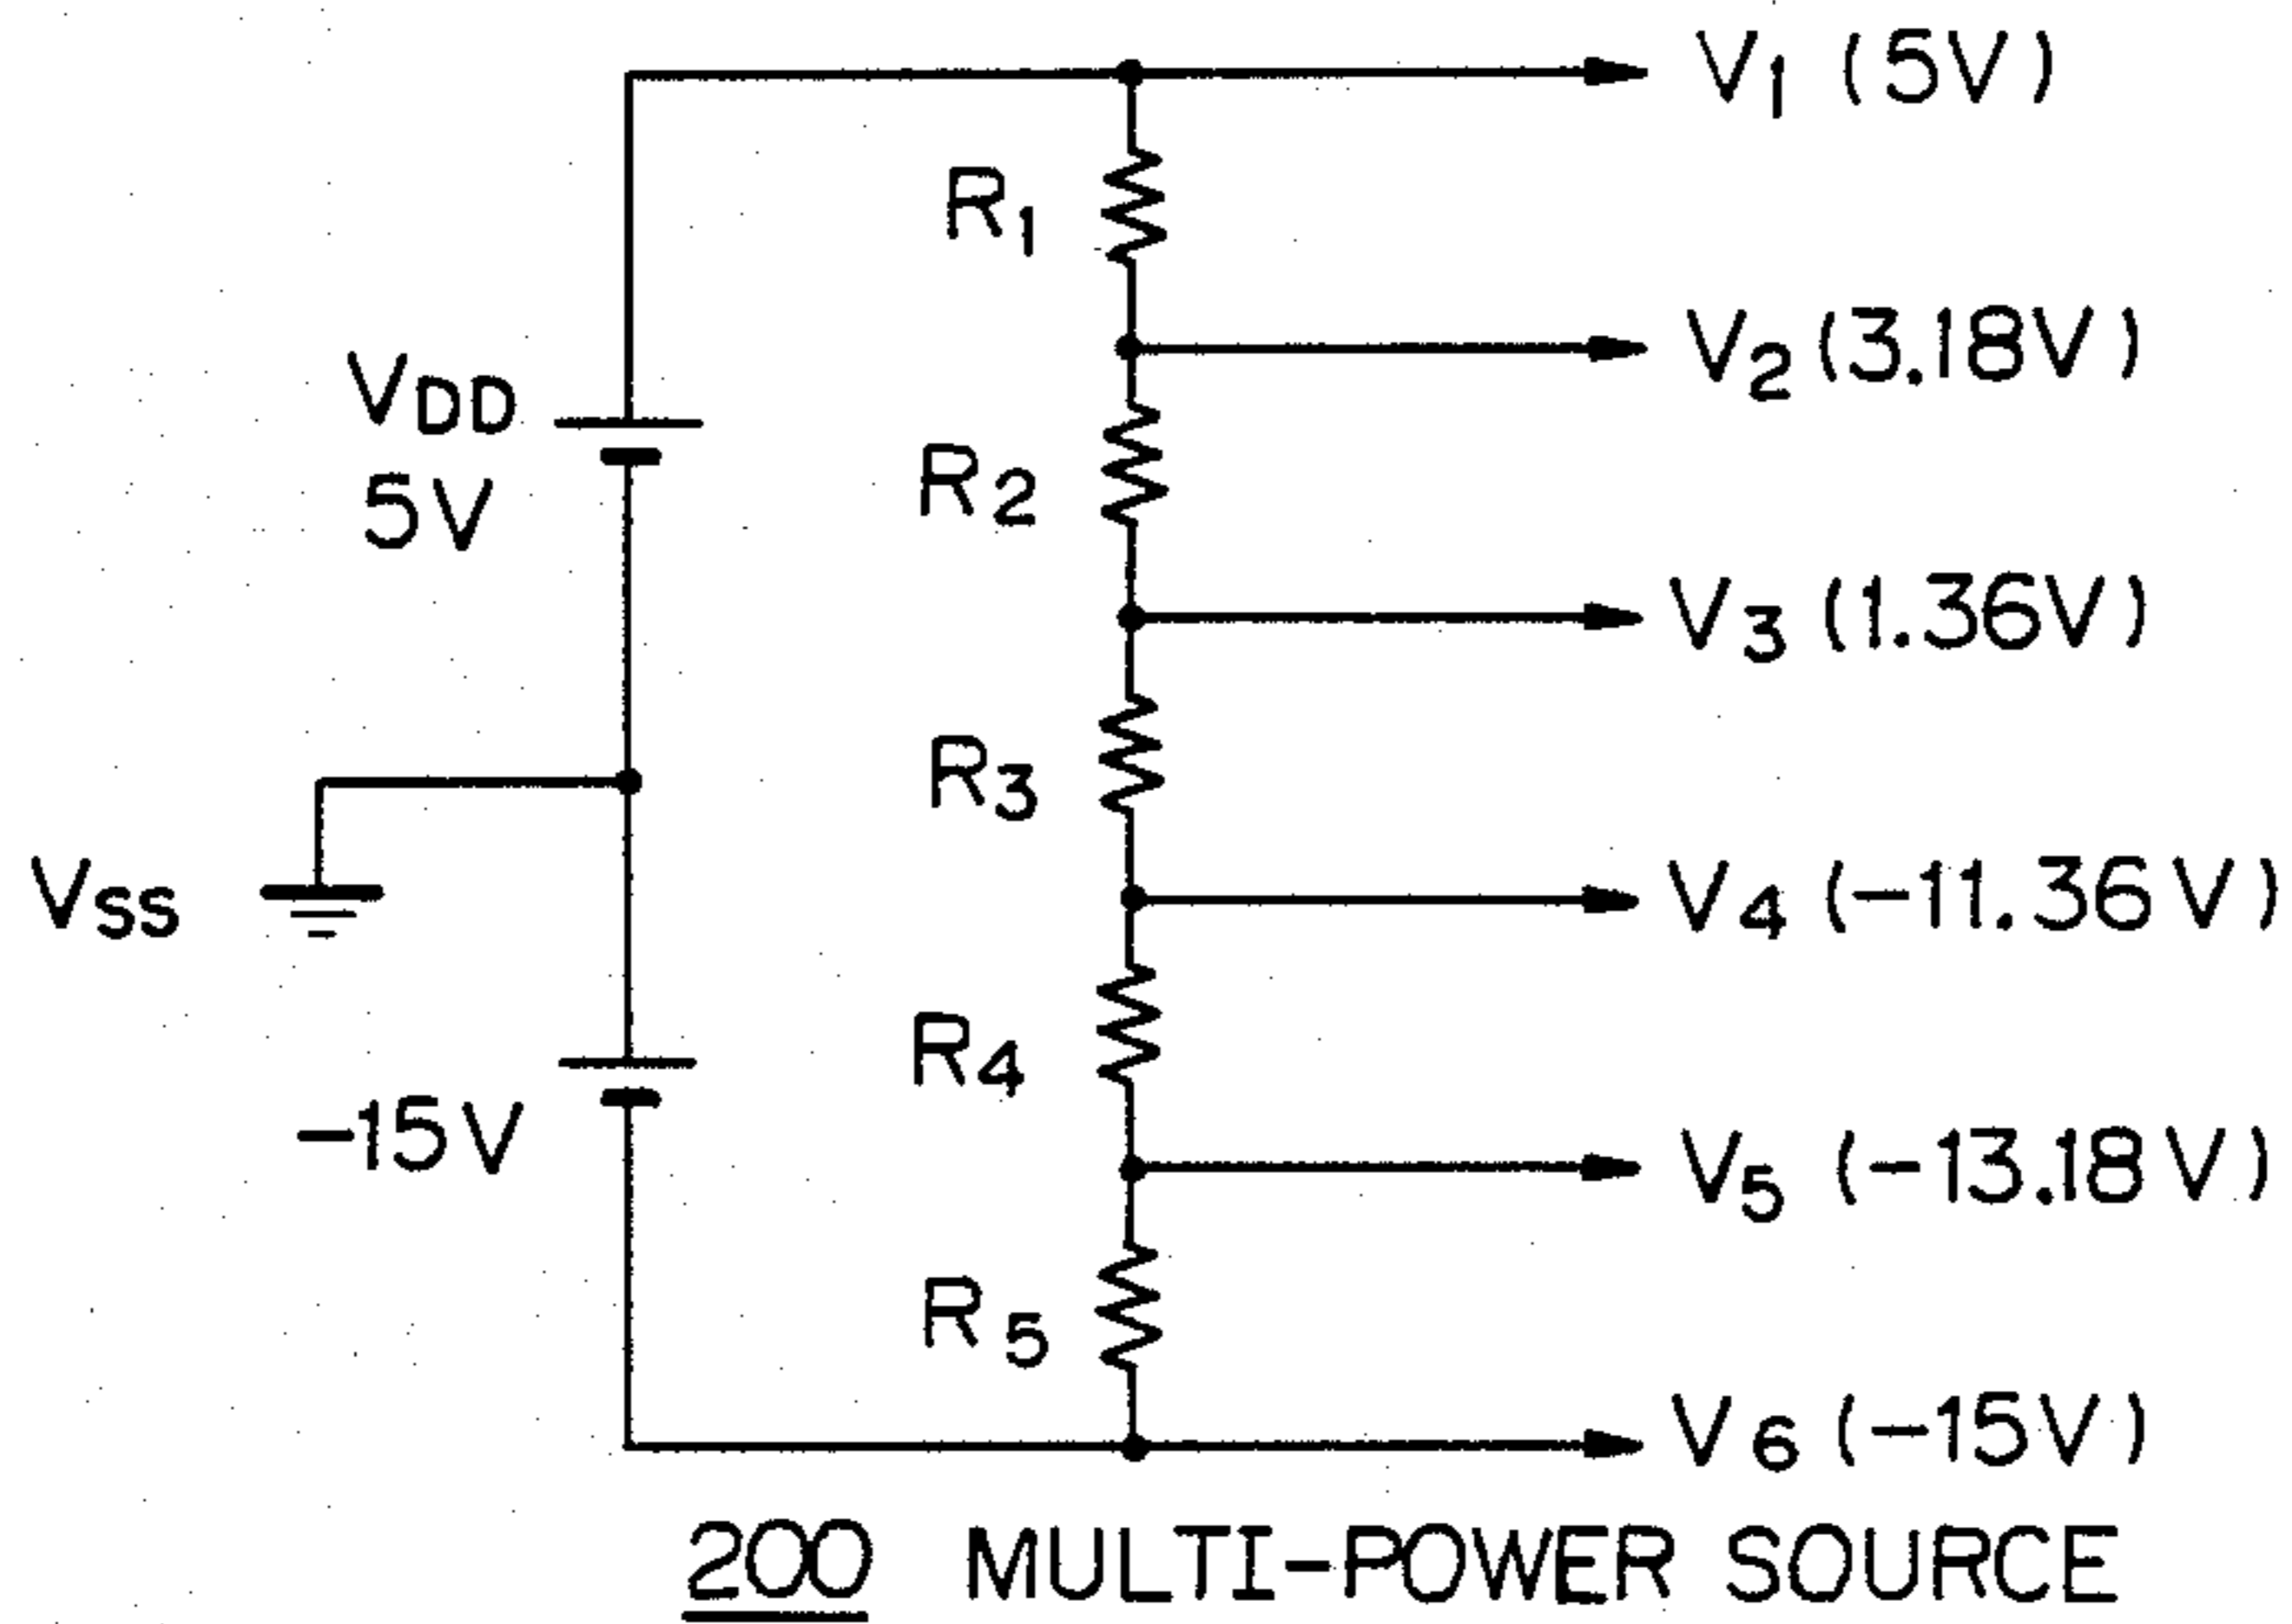 V1 (5V)
R1
V2 (3.18V)
VDD
5V
R2
V3 (1.36V)
R3
VSS
V4 (-11.36V)
R4
-15V
V5 (-13.18V)
R5
V6 (-15V)
200 MULTI-POWER SOURCE